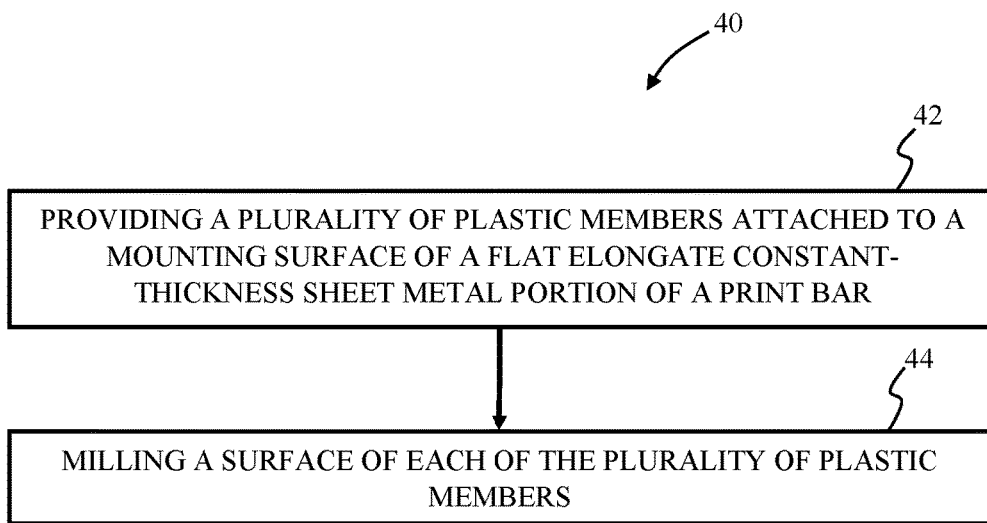 40
42
PROVIDING A PLURALITY OF PLASTIC MEMBERS ATTACHED TO A
MOUNTING SURFACE OF A FLAT ELONGATE CONSTANT-
THICKNESS SHEET METAL PORTION OF A PRINT BAR
44
MILLING A SURFACE OF EACH OF THE PLURALITY OF PLASTIC
MEMBERS